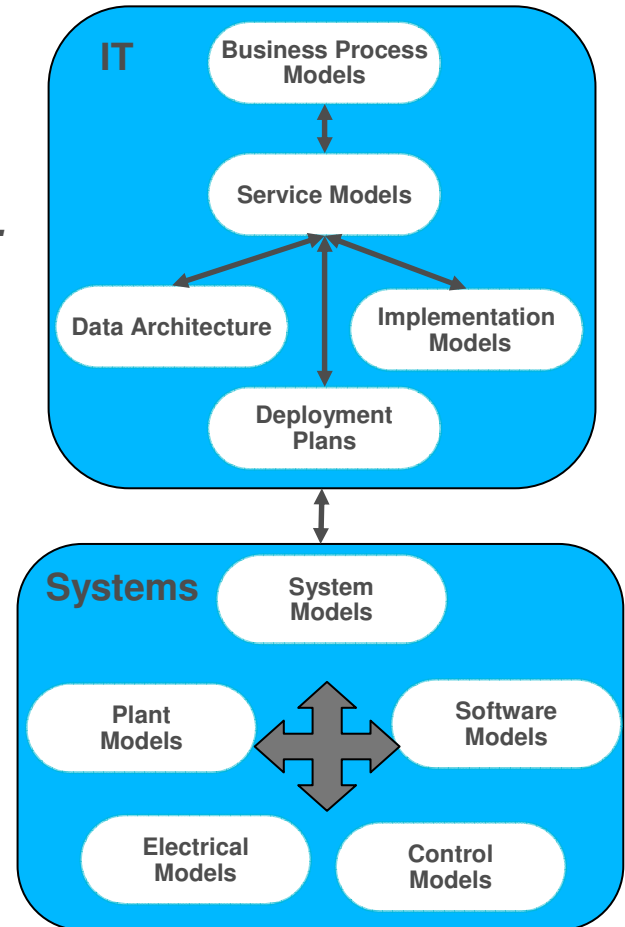 IT
Business Process
Models
Service Models
Data Architecture
Implementation
Models
Deployment
Plans
Systems
System
Models
Plant
Models
Software
Models
Electrical
Models
Control
Models